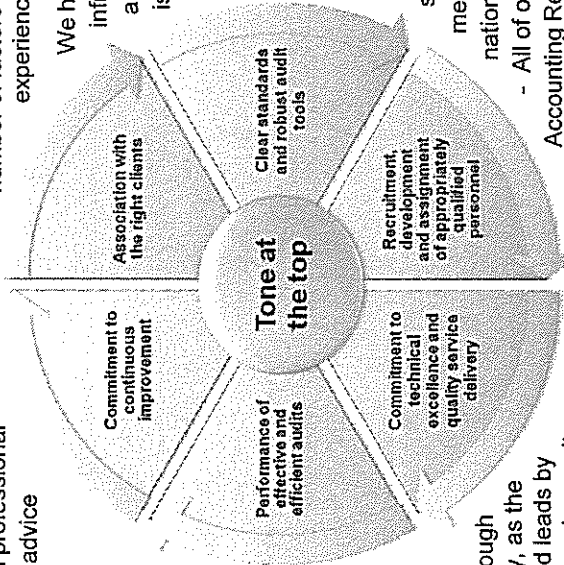 professional
advice
experienc
We h
inf
a
is
Association with
the right clients
Clear standards
and robust audit
tools
Recruitment,
development
and assignment
of appropriately
qualified
personnel
Commitment to
technical
excellence and
quality service
delivery
Performance of
effective and
efficient audits
Commitment to
continuous
improvement
Tone at
the top
s
me
nation
- All of o
Accounting Re
ough
, as the
d leads by